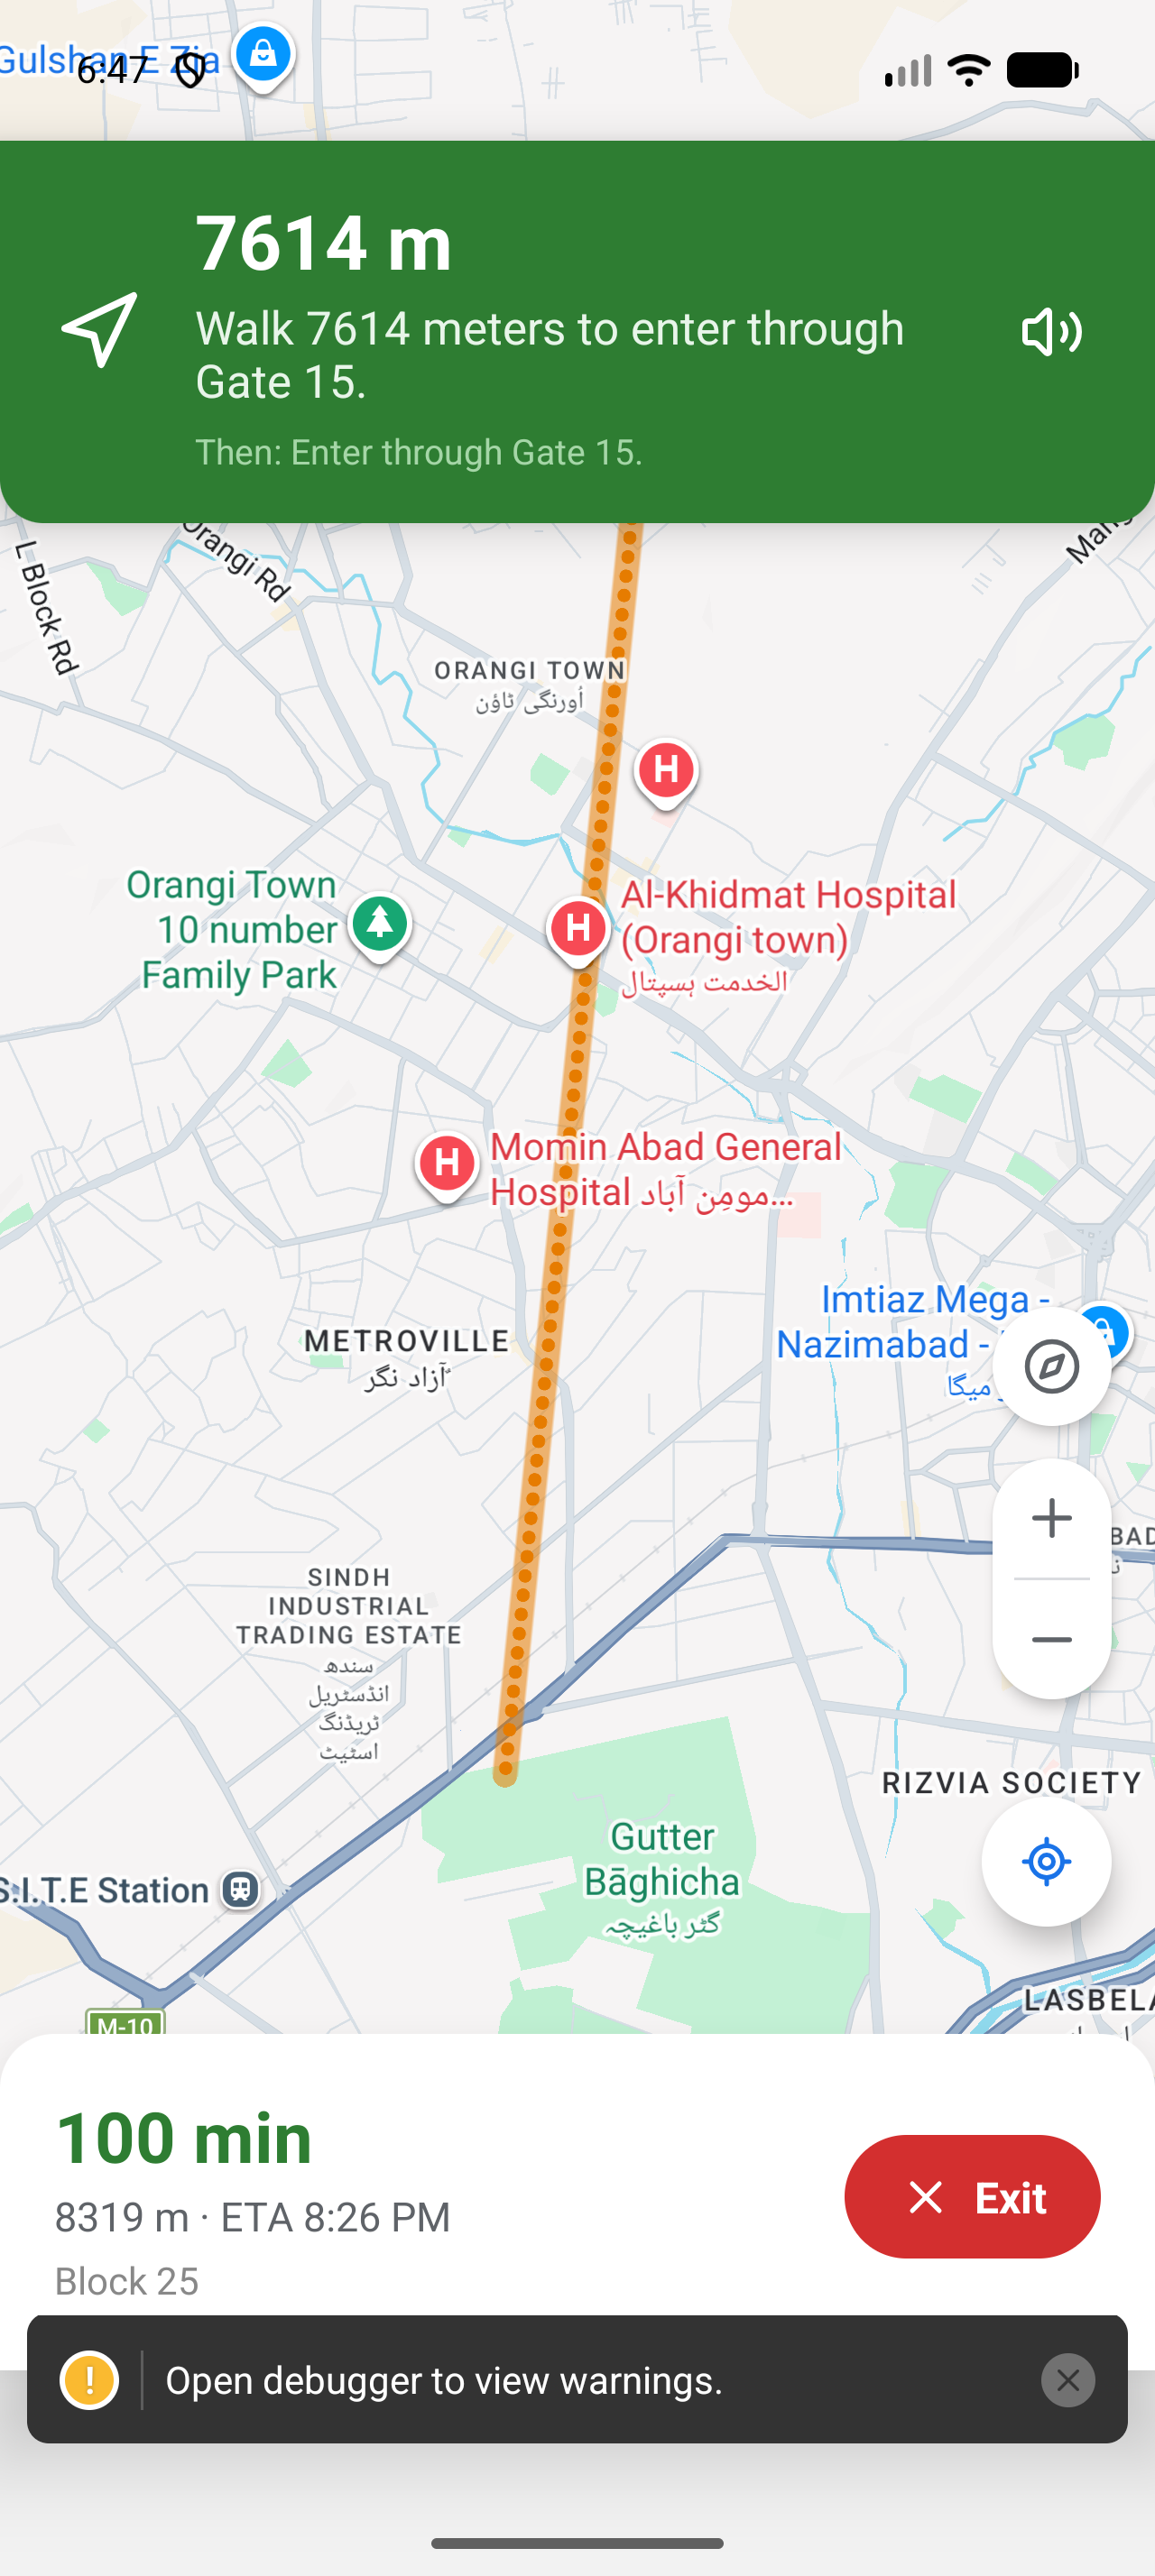 Gulshan E Zia
6:47
7614 m
Walk 7614 meters to enter through
Gate 15.
Then: Enter through Gate 15.
Orangi Rd
L Block Rd
ORANGI TOWN
اورنگی ٹاؤن
H
Orangi Town
10 number
Family Park
H
Al-Khidmat Hospital
(Orangi town)
الخدمت ہسپتال
H
Momin Abad General
Hospital مومِن آباد...
Imtiaz Mega -
Nazimabad -
میگا
METROVILLE
آزاد نگر
SINDH
INDUSTRIAL
TRADING ESTATE
سندھ
انڈسٹریل
ٹریڈنگ
اسٹیٹ
RIZVIA SOCIETY
Gutter
Bāghicha
گٹر باغیچہ
S.I.T.E Station
LASBELA
M-10
100 min
8319 m · ETA 8:26 PM
Block 25
Exit
Open debugger to view warnings.